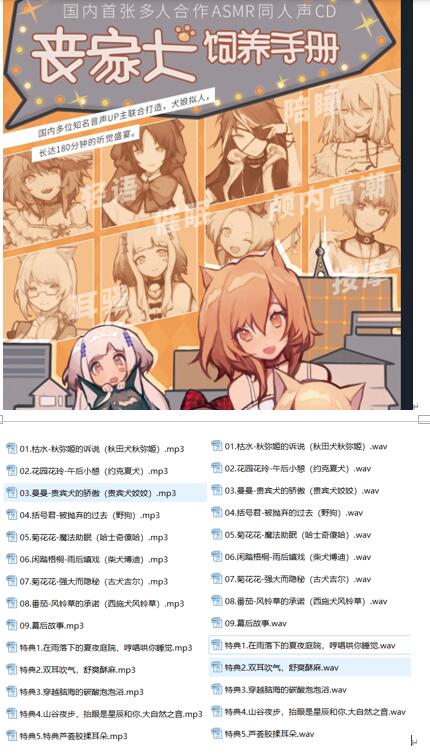 国内首张多人合作ASMR同人声CD
丧家犬饲养手册
国内多位知名音声UP主联合打造，犬娘拟人，
长达180分钟的听觉盛宴。
陪睡
轻语
催眠
颅内高潮
耳骚
按摩
01.枯水-秋弥姬的诉说（秋田犬秋弥姬）.mp3
02.花园花玲-午后小憩（约克夏犬）.mp3
03.曼曼-贵宾犬的骄傲（贵宾犬姣姣）.mp3
04.括号君-被抛弃的过去（野狗）.mp3
05.菊花花-魔法助眠（哈士奇傻哈）.mp3
06.闲踏梧桐-雨后嬉戏（柴犬博迪）.mp3
07.菊花花-强大而隐秘（古犬吉尔）.mp3
08.番茄-风铃草的承诺（西施犬风铃草）.mp3
09.幕后故事.mp3
特典1.在雨落下的夏夜庭院，哼唱哄你睡觉.mp3
特典2.双耳吹气，舒爽酥麻.mp3
特典3.穿越脑海的碳酸泡泡浴.mp3
特典4.山谷夜步，抬眼是星辰和你.大自然之音.mp3
特典5.特典芦荟胶揉耳朵.mp3
01.枯水-秋弥姬的诉说（秋田犬秋弥姬）.wav
02.花园花玲-午后小憩（约克夏犬）.wav
03.曼曼-贵宾犬的骄傲（贵宾犬姣姣）.wav
04.括号君-被抛弃的过去（野狗）.wav
05.菊花花-魔法助眠（哈士奇傻哈）.wav
06.闲踏梧桐-雨后嬉戏（柴犬博迪）.wav
07.菊花花-强大而隐秘（古犬吉尔）.wav
08.番茄-风铃草的承诺（西施犬风铃草）.wav
09.幕后故事.wav
特典1.在雨落下的夏夜庭院，哼唱哄你睡觉.wav
特典2.双耳吹气，舒爽酥麻.wav
特典3.穿越脑海的碳酸泡泡浴.wav
特典4.山谷夜步，抬眼是星辰和你.大自然之音.wav
特典5.特典芦荟胶揉耳朵.wav